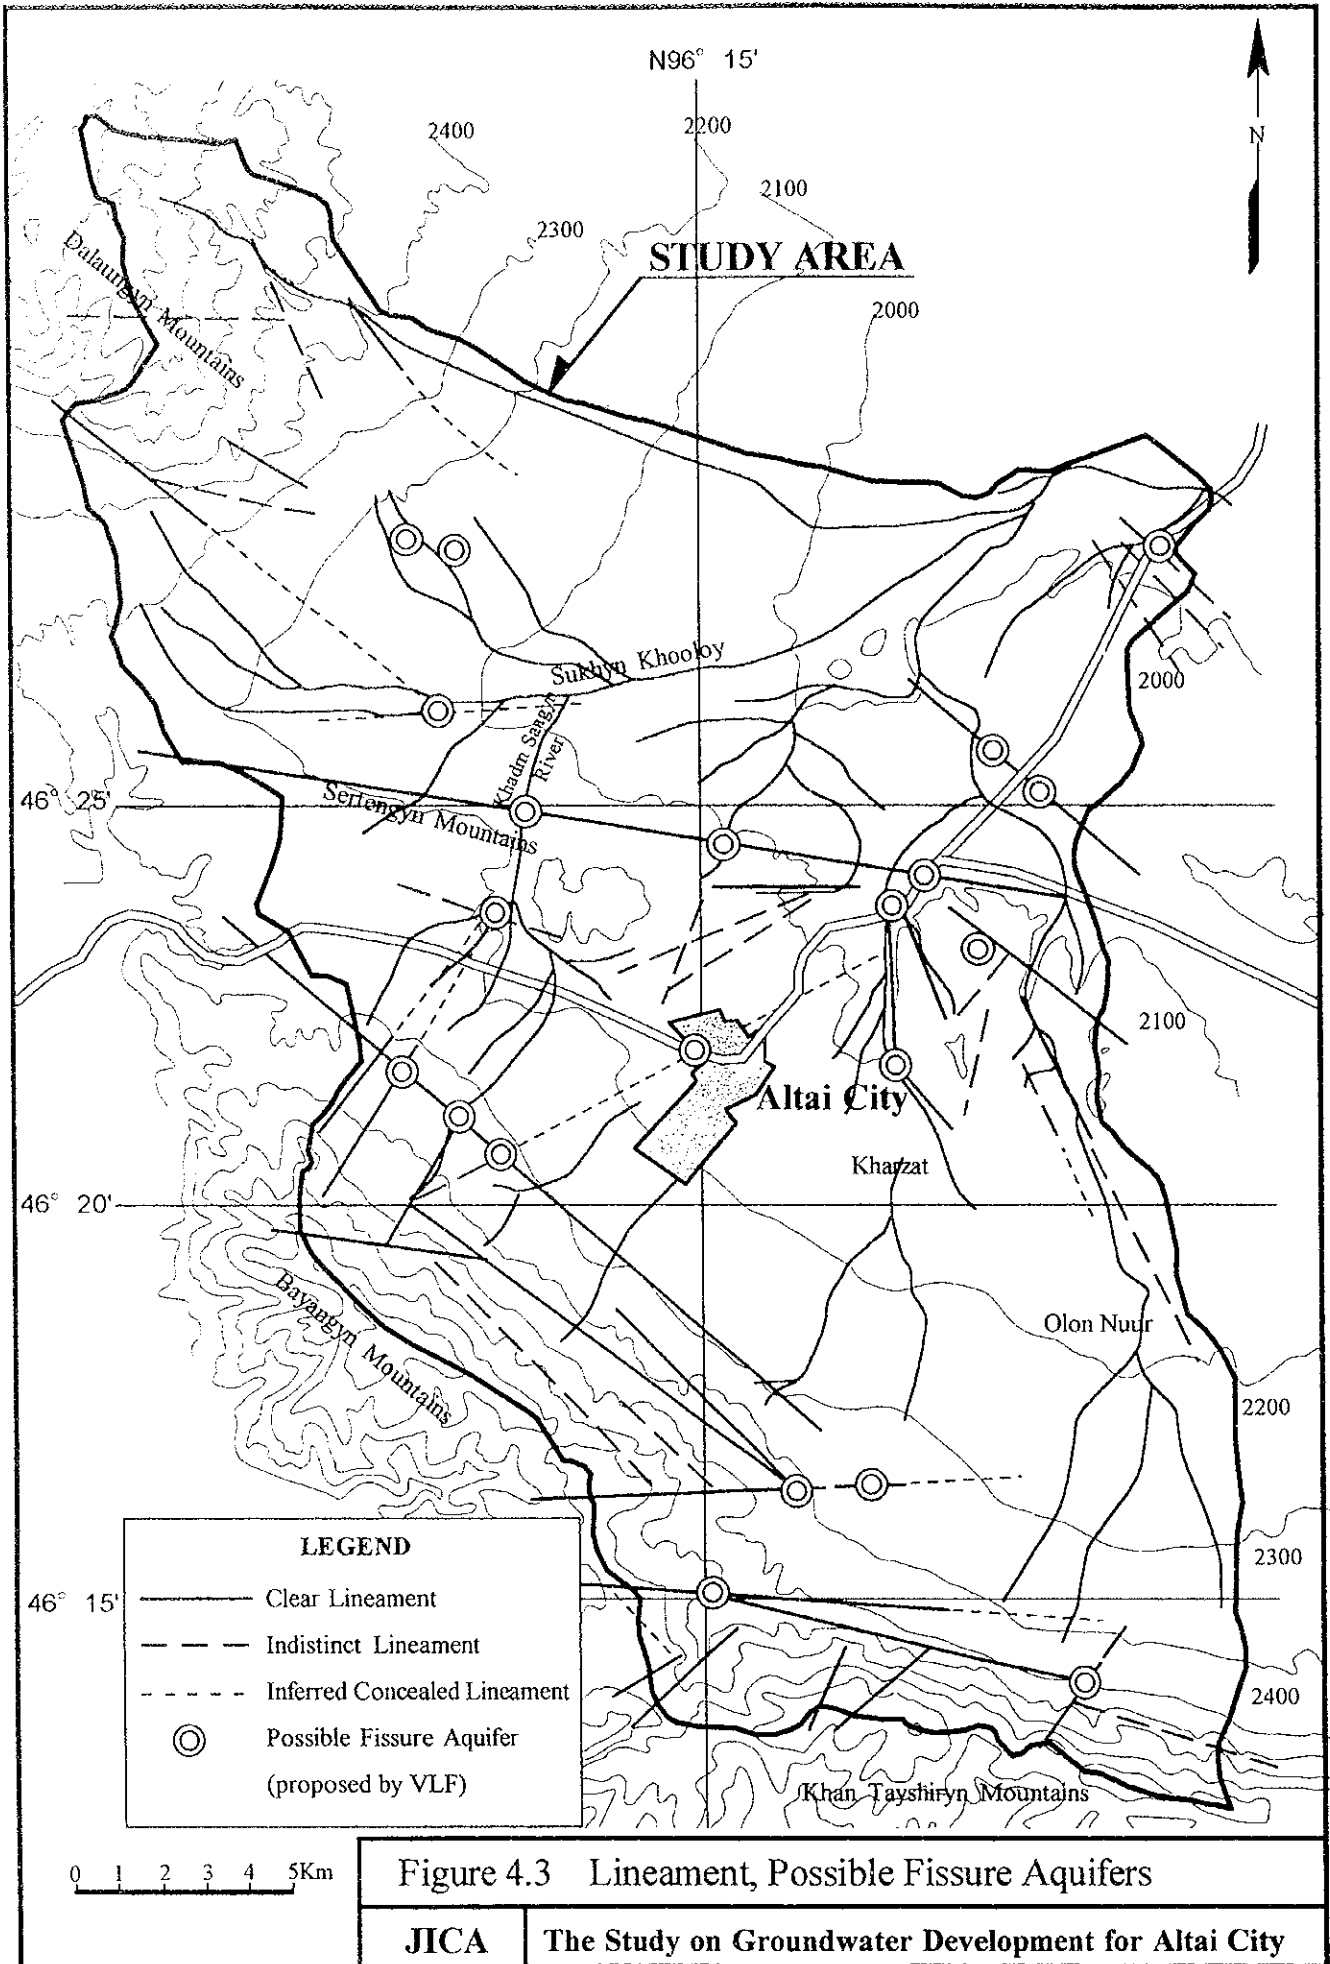 N96° 15'
N
2400
2200
2100
2300
STUDY AREA
2000
Dalaungyn Mountains
Sukhyn Khooloy
2000
Khadm Sangyn
River
46° 25'
Sertengyn Mountains
2100
Altai City
Kharzat
46° 20'
Bayangyn Mountains
Olon Nuur
2200
2300
46° 15'
2400
LEGEND
Clear Lineament
Indistinct Lineament
Inferred Concealed Lineament
Possible Fissure Aquifer
(proposed by VLF)
Khan Tayshiryn Mountains
0 1 2 3 4 5Km
Figure 4.3 Lineament, Possible Fissure Aquifers
JICA
The Study on Groundwater Development for Altai City